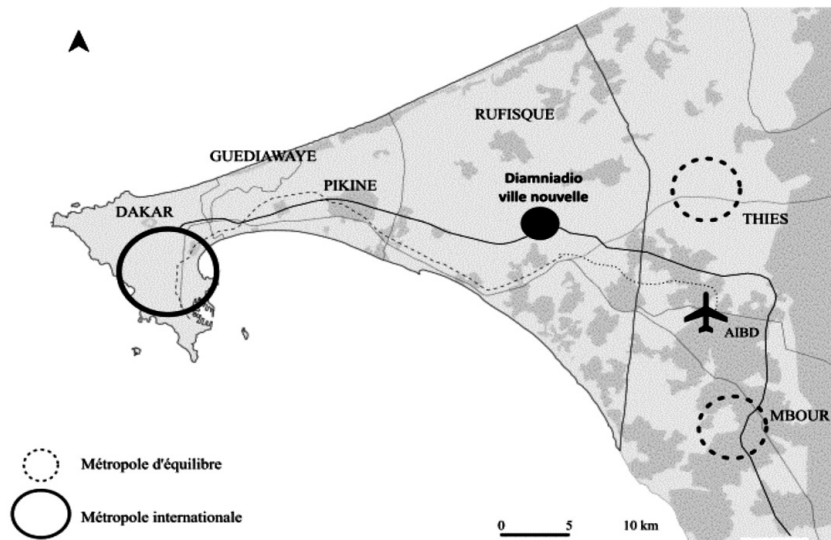 RUFISQUE
GUEDIAWAYE
PIKINE
Diamniadio
ville nouvelle
DAKAR
THIES
AIBD
MBOUR
Métropole d'équilibre
Métropole internationale
0 5 10 km